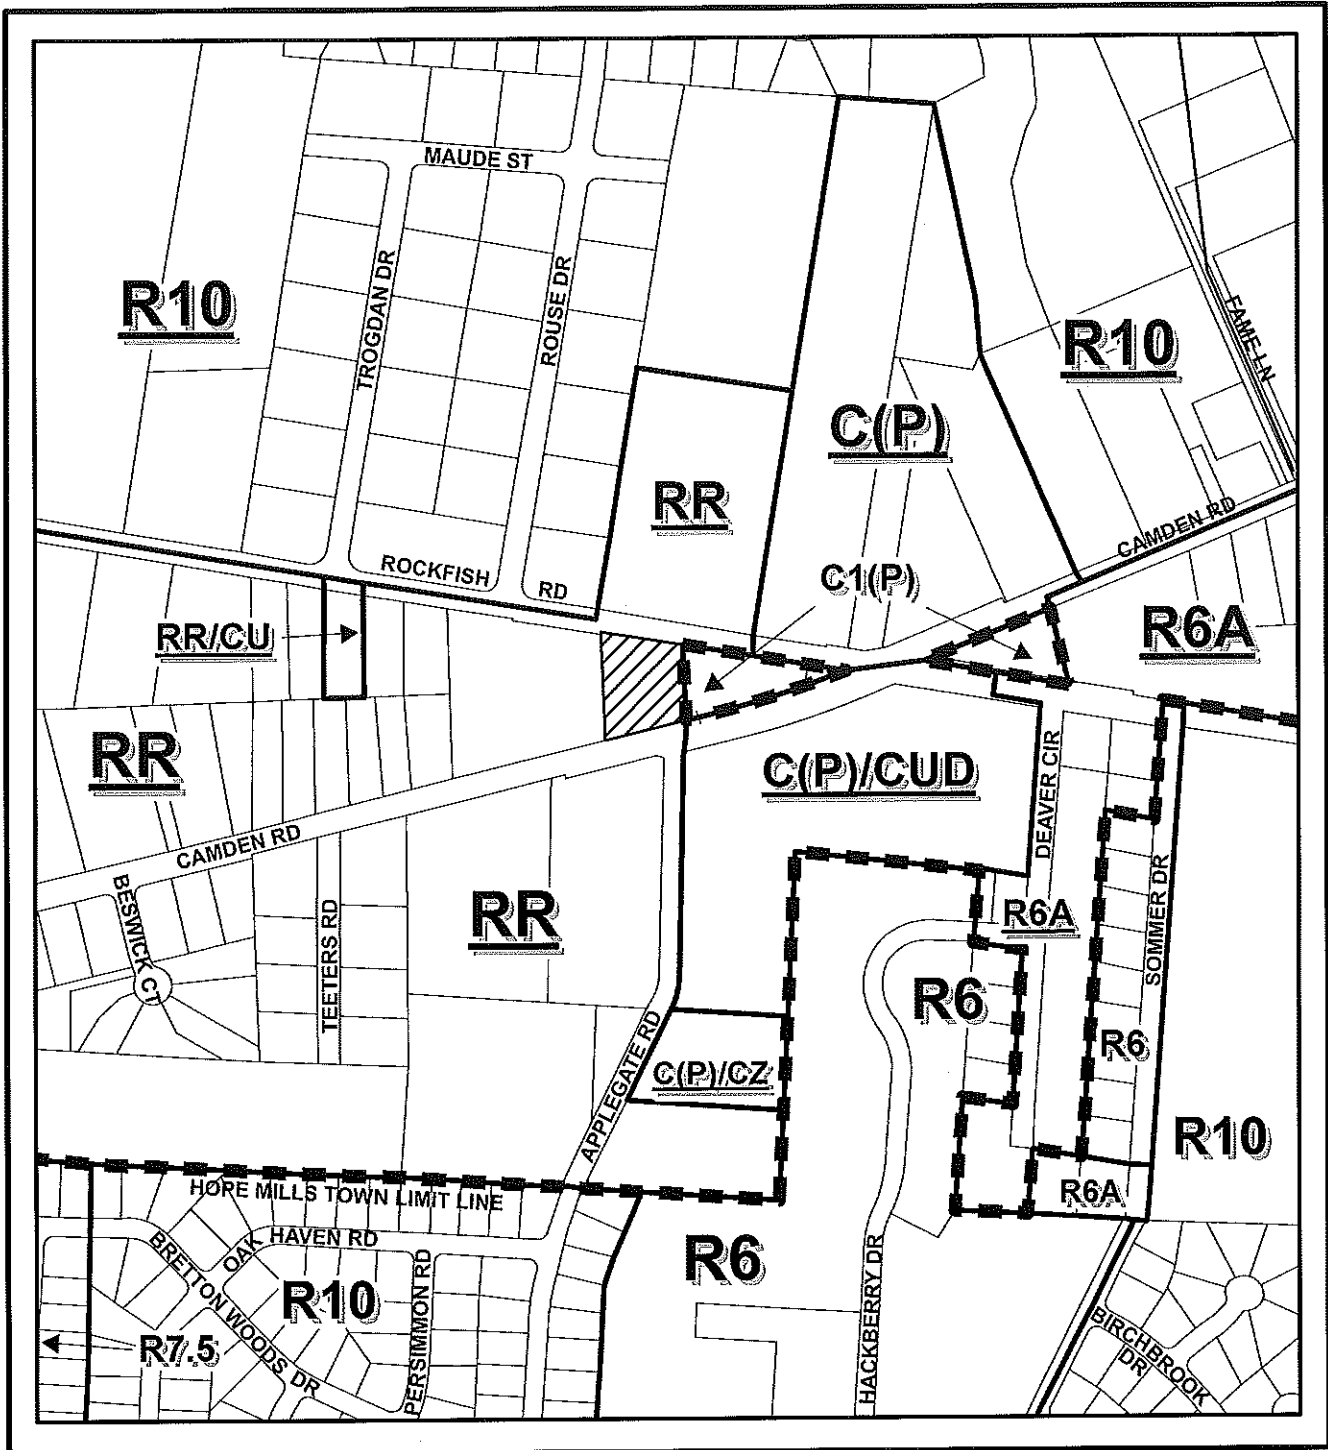 MAUDE ST
R10
TROGDAN DR
ROUSE DR
FAME LN
R10
C(P)
RR
CAMDEN RD
ROCKFISH RD
C1(P)
RR/CU
R6A
RR
C(P)/CUD
DEAVER CIR
CAMDEN RD
BESWICK CT
TEETERS RD
RR
R6A
SOMMER DR
R6
R6
APPLEGATE RD
C(P)/CZ
R10
HOPE MILLS TOWN LIMIT LINE
R6A
OAK HAVEN RD
BRETTON WOODS DR
R10
PERSIMMON RD
R6
HACKBERRY DR
R7.5
BIRCHBROOK DR